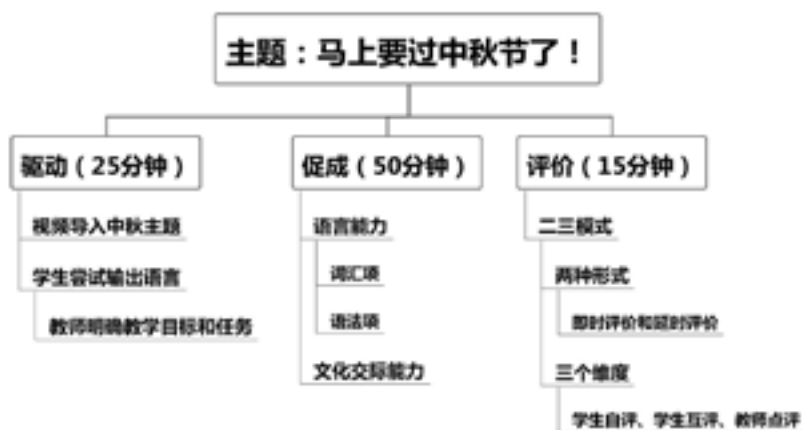 主题：马上要过中秋节了！
驱动（25分钟）
视频导入中秋主题
学生尝试输出语言
教师明确教学目标和任务
促成（50分钟）
语言能力
词汇项
语法项
文化交际能力
评价（15分钟）
二三模式
两种形式
即时评价和延时评价
三个维度
学生自评、学生互评、教师点评